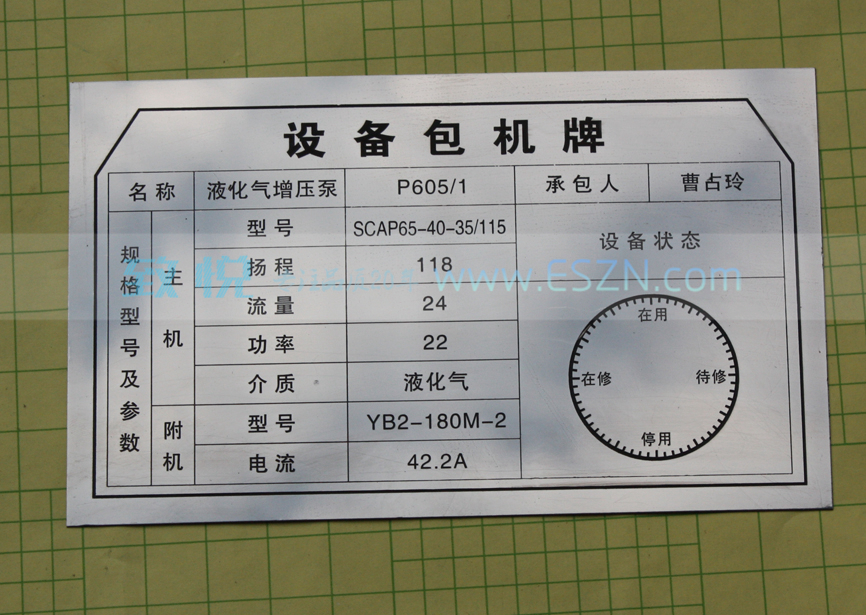 设备包机牌
名称 液化气增压泵 P605/1 承包人 曹占玲
规格型号及参数
主机
型号 SCAP65-40-35/115
扬程 118
流量 24
功率 22
介质 液化气
附机
型号 YB2-180M-2
电流 42.2A
设备状态
在用
在修 待修
停用
致悦 www.ESZN.com